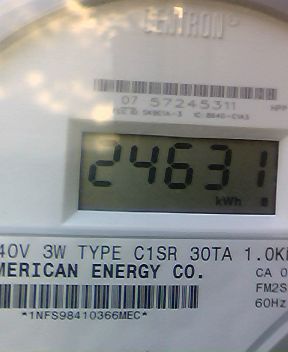 CENTRON®
07 57245311
24631
kWh
40V 3W TYPE C1SR 30TA 1.0K
MERICAN ENERGY CO.
CA 0
FM2S
60Hz
*1NFS98410366MEC*